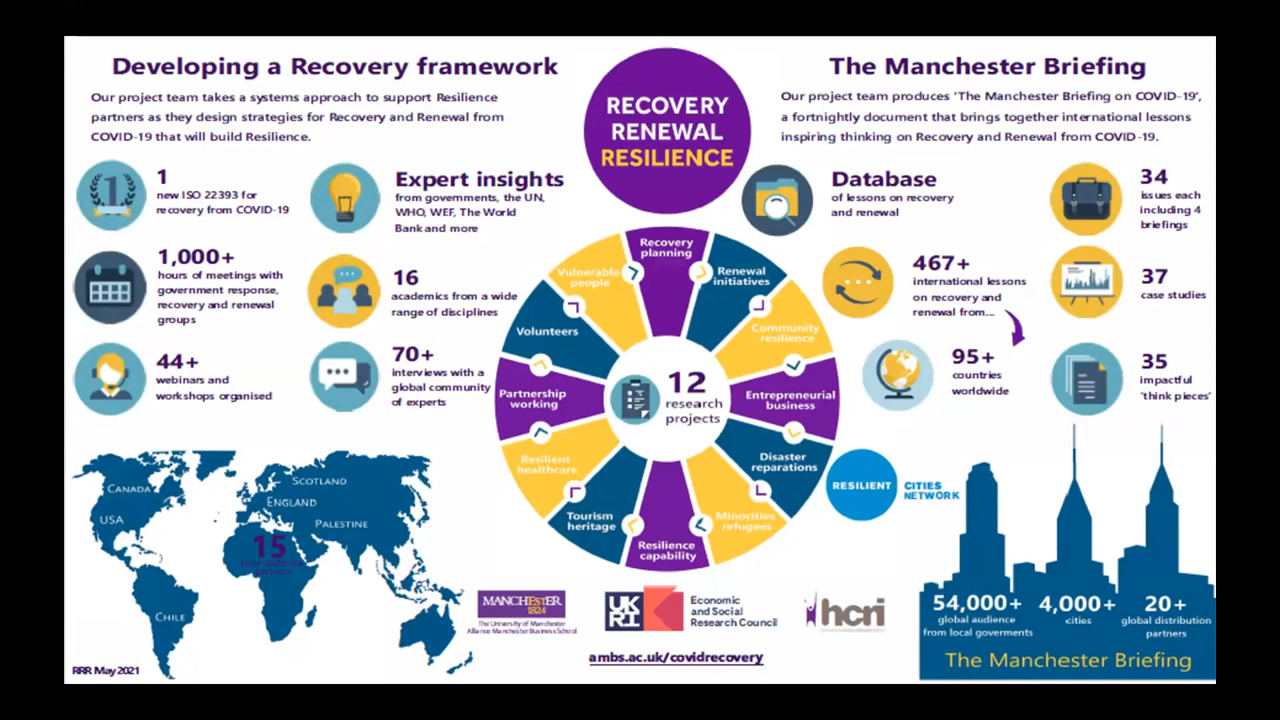 Developing a Recovery framework
Our project team takes a systems approach to support Resilience
partners as they design strategies for Recovery and Renewal from
COVID-19 that will build Resilience.
1
new ISO 22393 for
recovery from COVID-19
Expert insights
from governments, the UN,
WHO, WEF, The World
Bank and more
1,000+
hours of meetings with
government response,
recovery and renewal
groups
16
academics from a wide
range of disciplines
44+
webinars and
workshops organised
70+
interviews with a
global community
of experts
RECOVERY
RENEWAL
RESILIENCE
The Manchester Briefing
Our project team produces 'The Manchester Briefing on COVID-19',
a fortnightly document that brings together international lessons
inspiring thinking on Recovery and Renewal from COVID-19.
Database
of lessons on recovery
and renewal
34
issues each
including 4
briefings
467+
international lessons
on recovery and
renewal from...
37
case studies
95+
countries
worldwide
35
impactful
'think pieces'
Recovery
planning
Renewal
initiatives
Community
resilience
Entrepreneurial
business
Disaster
reparations
Minorities
refugees
Resilience
capability
Tourism
heritage
Resilient
healthcare
Partnership
working
Volunteers
Vulnerable
people
12
research
projects
CANADA
USA
CHILE
SCOTLAND
ENGLAND
PALESTINE
15
RRR May 2021
MANCHESTER
1824
The University of Manchester
Alliance Manchester Business School
UK
RI
Economic
and Social
Research Council
hcri
ambs.ac.uk/covidrecovery
RESILIENT
CITIES
NETWORK
54,000+
global audience
from local goverments
4,000+
cities
20+
global distribution
partners
The Manchester Briefing